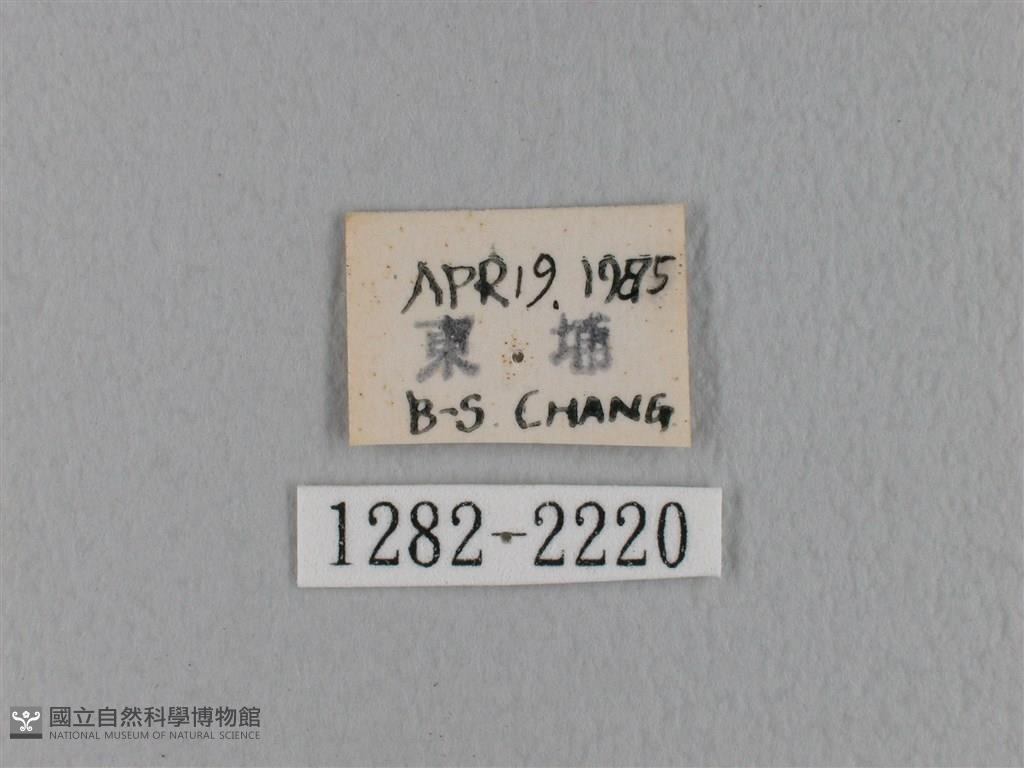 APR 19. 1985
東 埔
B-S. CHANG.
1282-2220
國立自然科學博物館
NATIONAL MUSEUM OF NATURAL SCIENCE